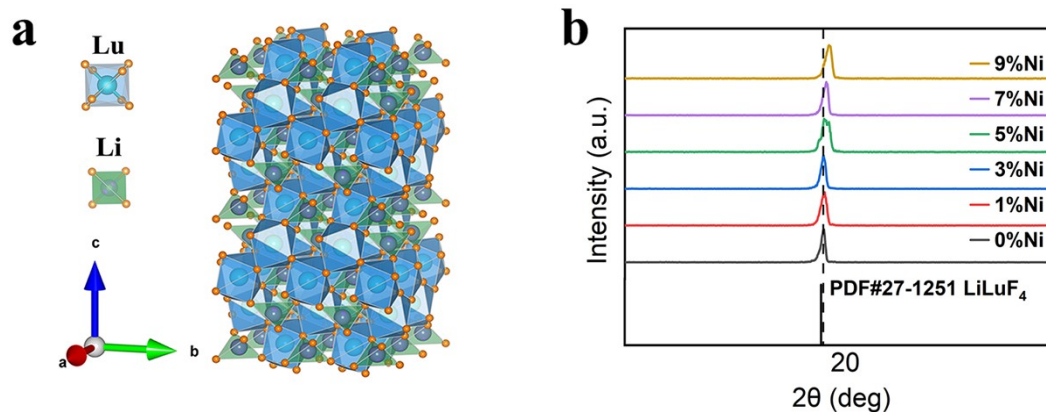 a
Lu
Li
c
b
a
b
Intensity (a.u.)
9%Ni
7%Ni
5%Ni
3%Ni
1%Ni
0%Ni
PDF#27-1251 LiLuF₄
20
2θ (deg)